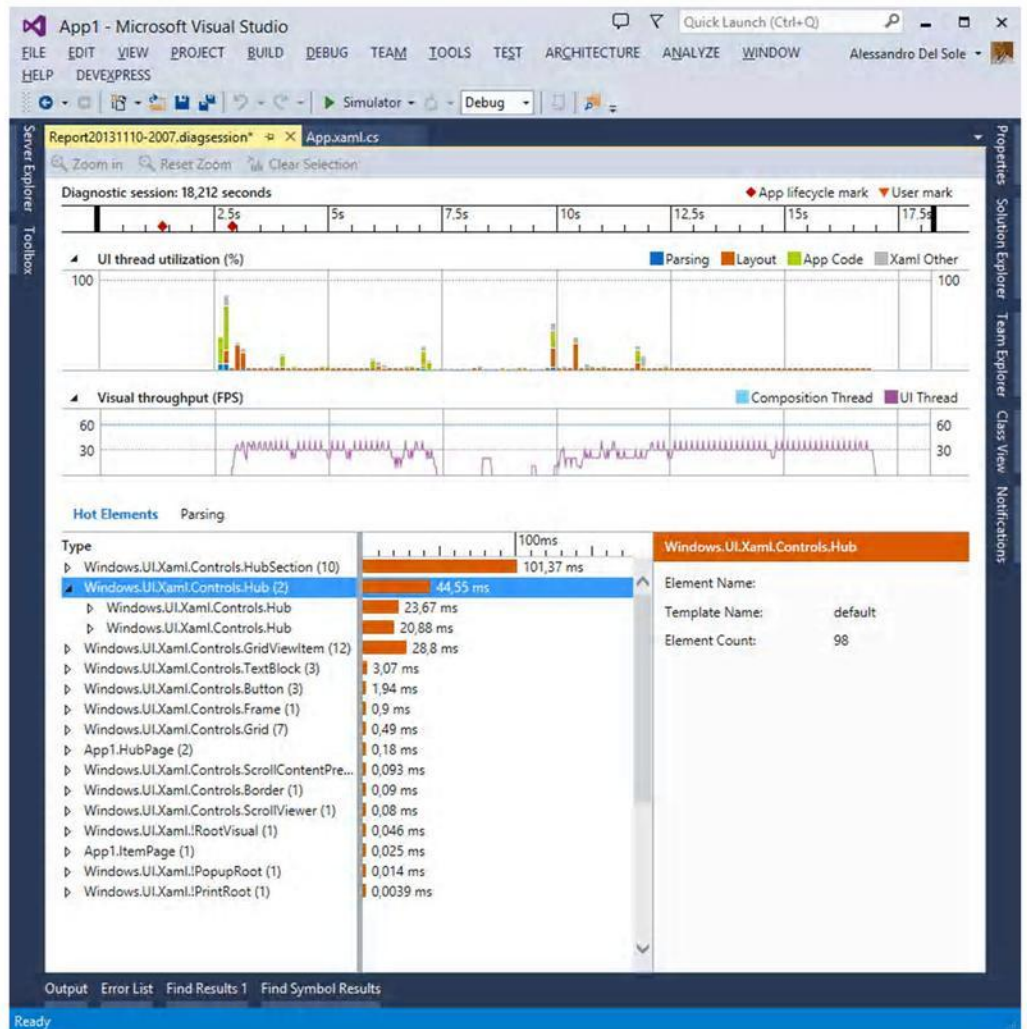 App1 - Microsoft Visual Studio
Quick Launch (Ctrl+Q)
FILE EDIT VIEW PROJECT BUILD DEBUG TEAM TOOLS TEST ARCHITECTURE ANALYZE WINDOW Alessandro Del Sole
HELP DEVEXPRESS
Simulator Debug
Report20131110-2007.diagsession* App.xaml.cs
Zoom in Reset Zoom Clear Selection
Server Explorer
Toolbox
Properties
Solution Explorer
Team Explorer
Class View
Notifications
Diagnostic session: 18,212 seconds App lifecycle mark User mark
2.5s 5s 7.5s 10s 12.5s 15s 17.5s
UI thread utilization (%) Parsing Layout App Code Xaml Other
100 100
Visual throughput (FPS) Composition Thread UI Thread
60 60
30 30
Hot Elements Parsing
Type 100ms
Windows.UI.Xaml.Controls.HubSection (10) 101,37 ms
Windows.UI.Xaml.Controls.Hub (2) 44,55 ms
Windows.UI.Xaml.Controls.Hub 23,67 ms
Windows.UI.Xaml.Controls.Hub 20,88 ms
Windows.UI.Xaml.Controls.GridViewItem (12) 28,8 ms
Windows.UI.Xaml.Controls.TextBlock (3) 3,07 ms
Windows.UI.Xaml.Controls.Button (3) 1,94 ms
Windows.UI.Xaml.Controls.Frame (1) 0,9 ms
Windows.UI.Xaml.Controls.Grid (7) 0,49 ms
App1.HubPage (2) 0,18 ms
Windows.UI.Xaml.Controls.ScrollContentPre... 0,093 ms
Windows.UI.Xaml.Controls.Border (1) 0,09 ms
Windows.UI.Xaml.Controls.ScrollViewer (1) 0,08 ms
Windows.UI.Xaml.!RootVisual (1) 0,046 ms
App1.ItemPage (1) 0,025 ms
Windows.UI.Xaml.!PopupRoot (1) 0,014 ms
Windows.UI.Xaml.!PrintRoot (1) 0,0039 ms
Windows.UI.Xaml.Controls.Hub
Element Name:
Template Name: default
Element Count: 98
Output Error List Find Results 1 Find Symbol Results
Ready